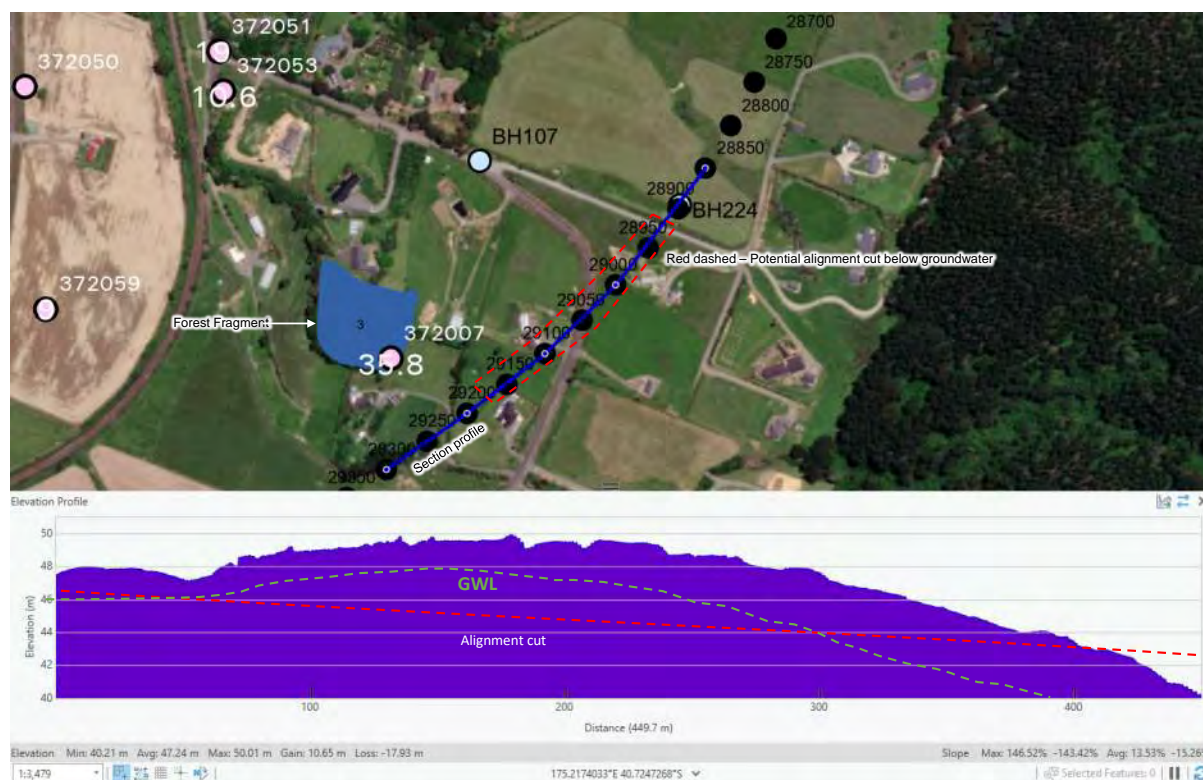 372051
19
372050
372053
10.6
BH107
28700
28750
28800
28850
28900
BH224
28950
Red dashed – Potential alignment cut below groundwater
29000
372059
29050
Forest Fragment
3
372007
35.8
29100
29150
29200
29250
Section profile
29300
Elevation Profile
Elevation (m)
50
48
46
44
42
40
GWL
Alignment cut
100
200
300
400
Distance (449.7 m)
Elevation Min: 40.21 m Avg: 47.24 m Max: 50.01 m Gain: 10.65 m Loss: -17.93 m
Slope Max: 146.52% -143.42% Avg: 13.53% -15.26
1:3,479
175.2174033°E 40.7247268°S
Selected Features: 0